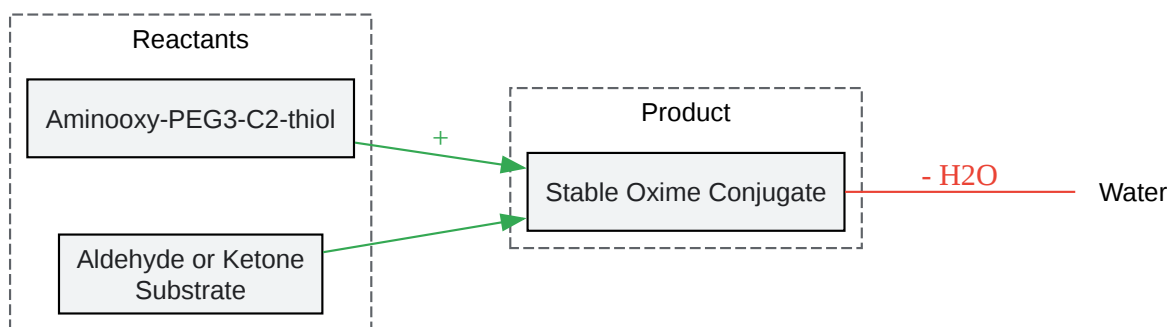 Reactants
Aminooxy-PEG3-C2-thiol
+
Aldehyde or Ketone
Substrate
Product
Stable Oxime Conjugate
- H2O
Water